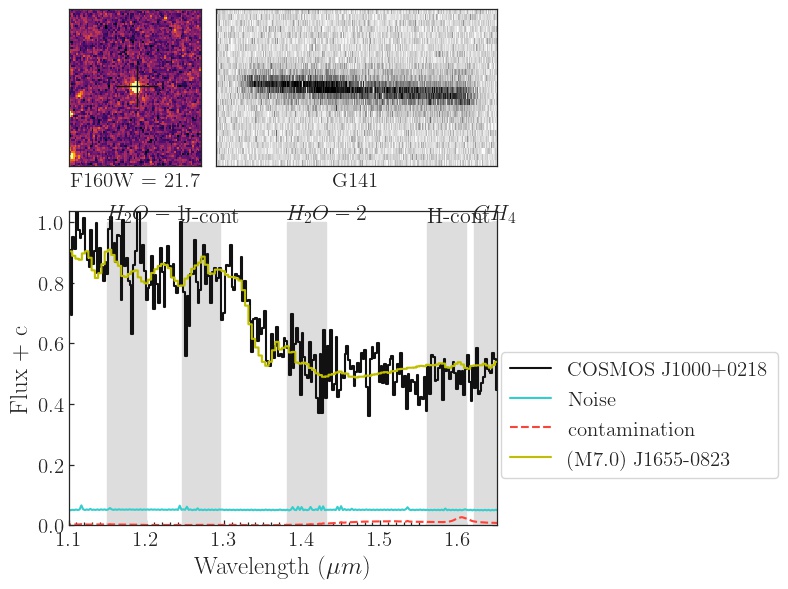 F160W = 21.7
G141
H₂O − 1
J-cont
H₂O − 2
H-cont
CH₄
1.0
0.8
0.6
0.4
0.2
0.0
Flux + c
1.1
1.2
1.3
1.4
1.5
1.6
Wavelength (μm)
COSMOS J1000+0218
Noise
contamination
(M7.0) J1655-0823